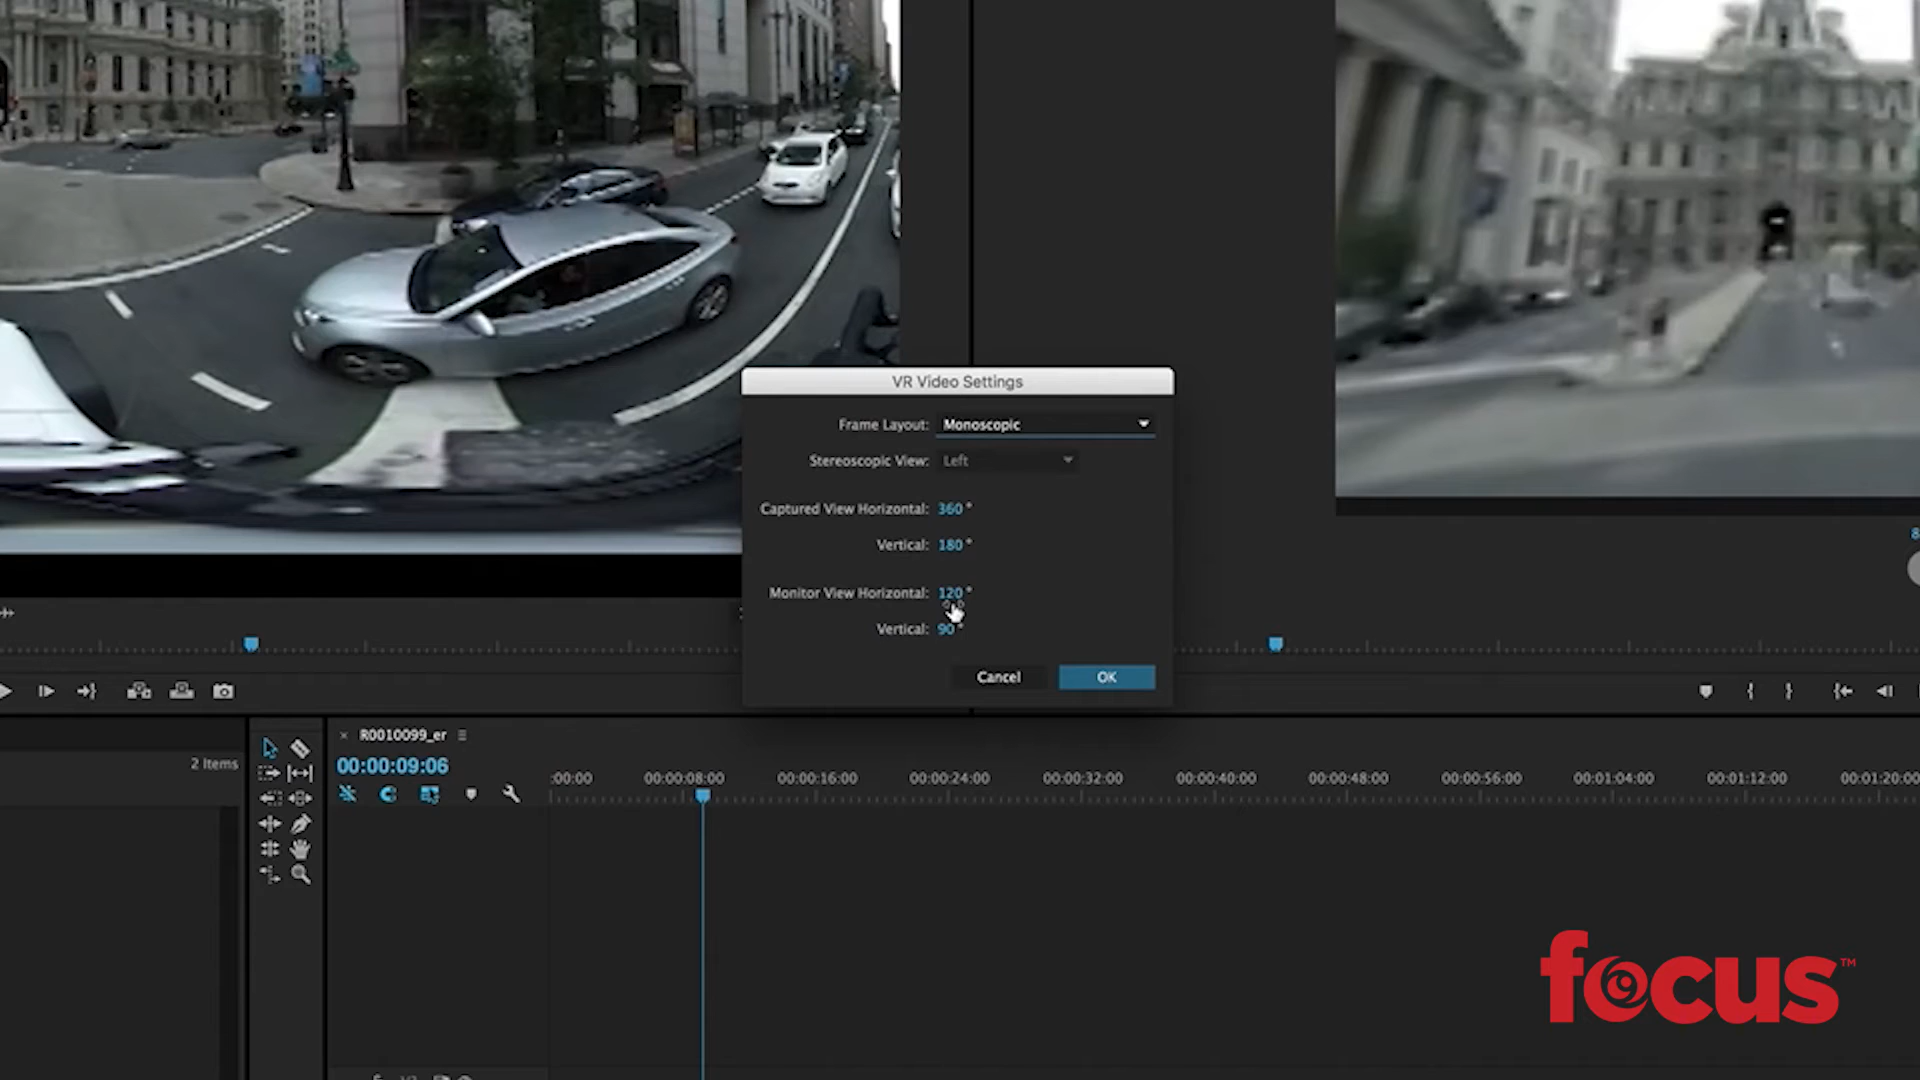 VR Video Settings
Frame Layout: Monoscopic
Stereoscopic View: Left
Captured View Horizontal: 360°
Vertical: 180°
Monitor View Horizontal: 120°
Vertical: 90°
Cancel OK
2 Items
× R0010099_er
00:00:09:06
:00:00 00:00:08:00 00:00:16:00 00:00:24:00 00:00:32:00 00:00:40:00 00:00:48:00 00:00:56:00 00:01:04:00 00:01:12:00 00:01:20:00
focus™